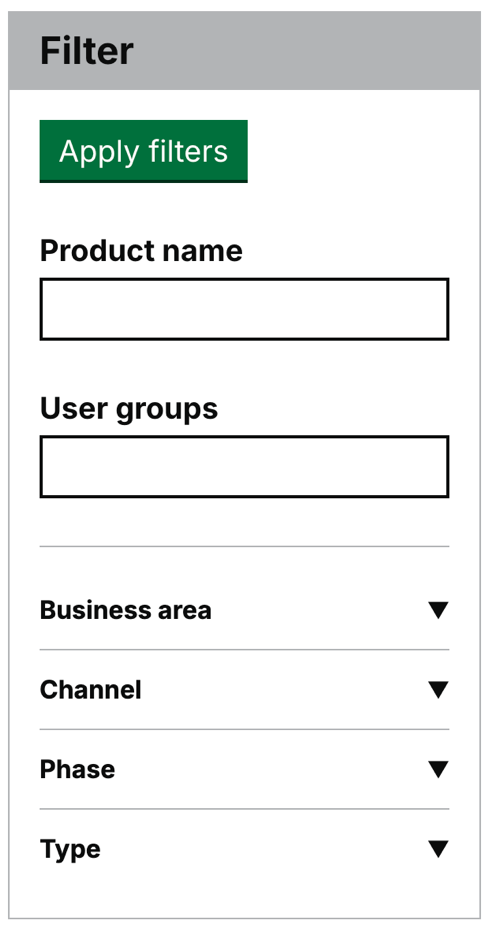 Filter
Apply filters
Product name
User groups
Business area
Channel
Phase
Type